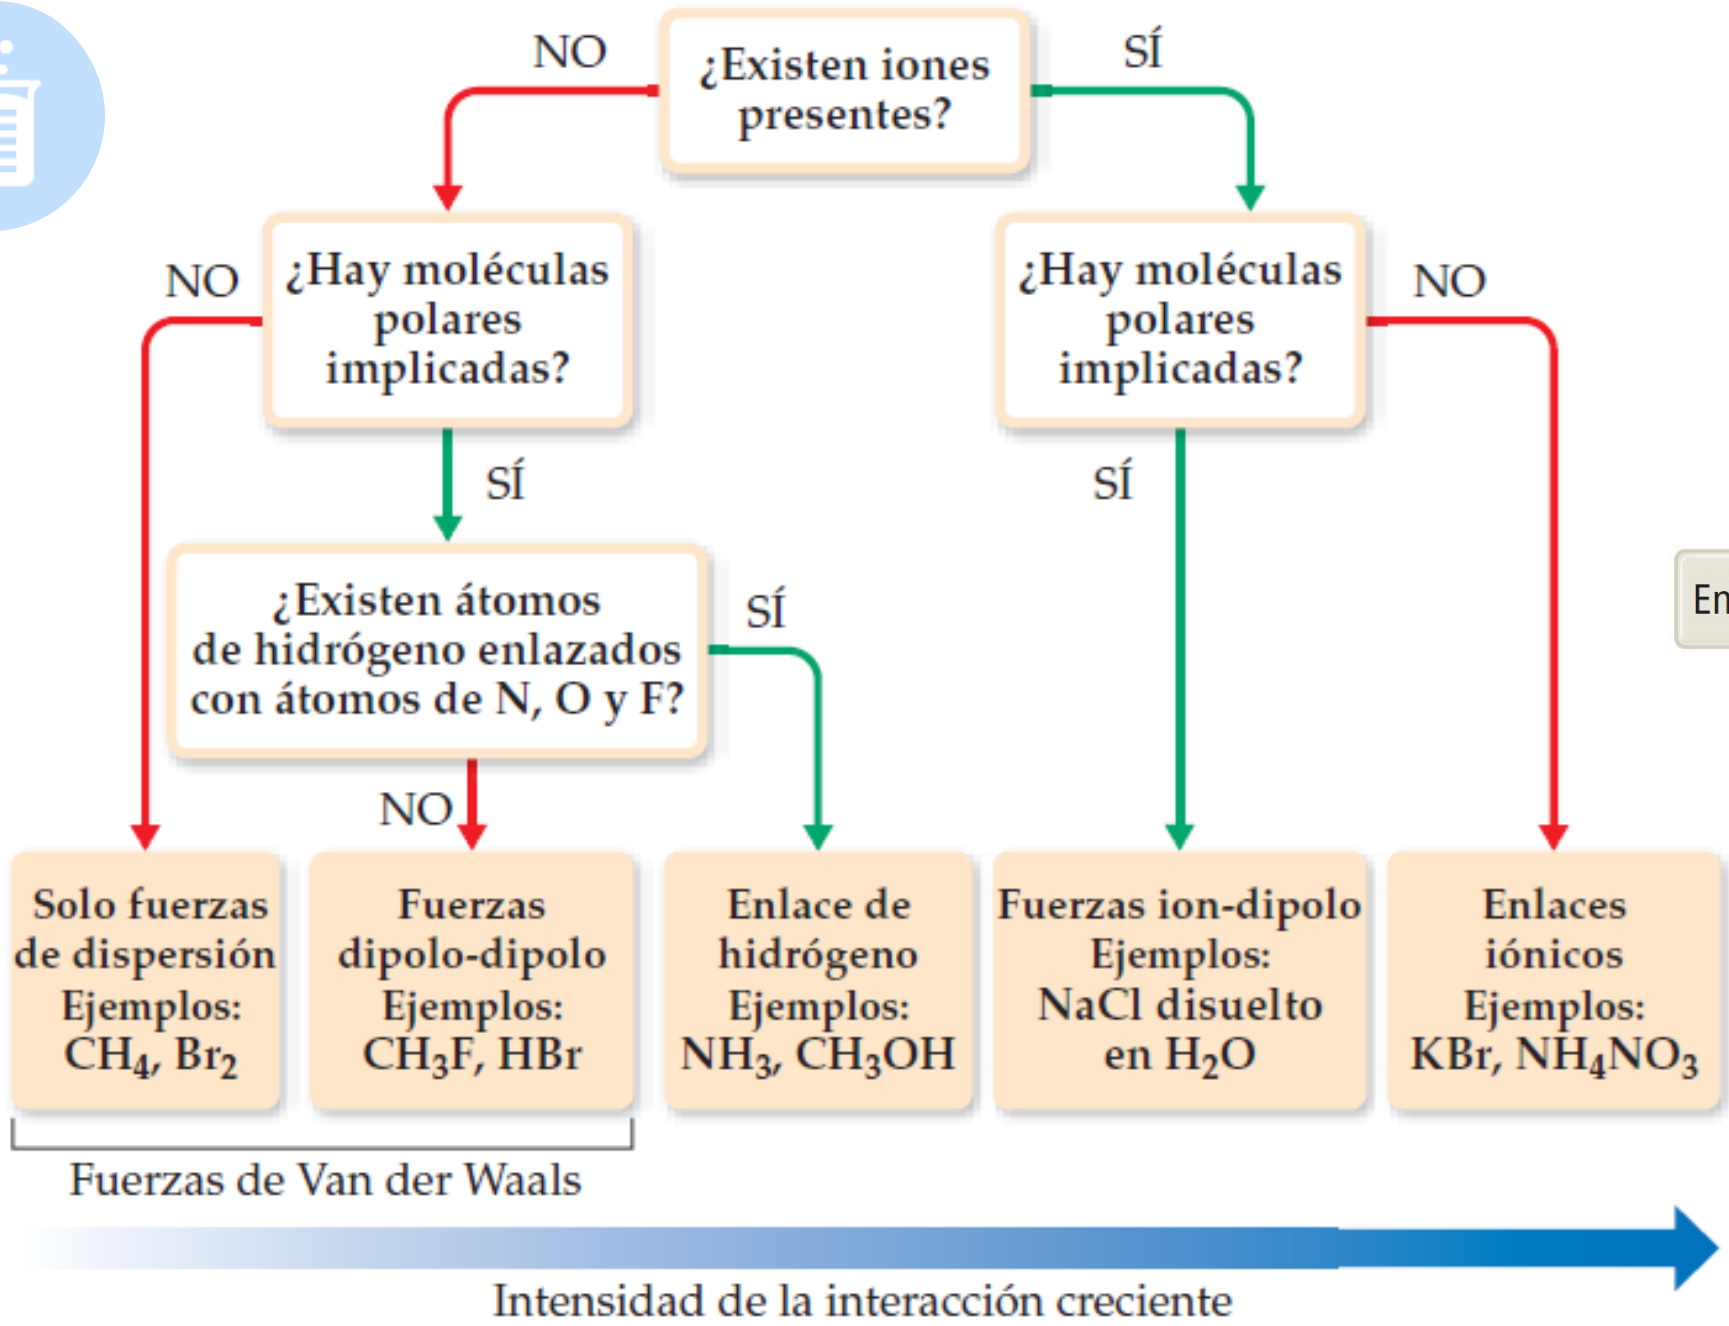 ¿Existen iones
presentes?
NO
SÍ
¿Hay moléculas
polares
implicadas?
NO
SÍ
¿Hay moléculas
polares
implicadas?
NO
SÍ
¿Existen átomos
de hidrógeno enlazados
con átomos de N, O y F?
SÍ
NO
Solo fuerzas
de dispersión
Ejemplos:
CH₄, Br₂
Fuerzas
dipolo-dipolo
Ejemplos:
CH₃F, HBr
Enlace de
hidrógeno
Ejemplos:
NH₃, CH₃OH
Fuerzas ion-dipolo
Ejemplos:
NaCl disuelto
en H₂O
Enlaces
iónicos
Ejemplos:
KBr, NH₄NO₃
Fuerzas de Van der Waals
Intensidad de la interacción creciente